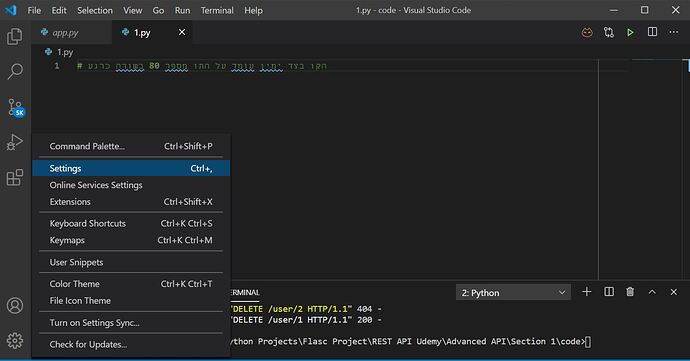 File Edit Selection View Go Run Terminal 1.py - code - Visual Studio Code
app.py 1.py
1.py
1 # הקו בצד ימין עומד על התו מספר 80 בשורה כרגע
5K
Command Palette... Ctrl+Shift+P
Settings Ctrl+,
Online Services Settings
Extensions Ctrl+Shift+X
Keyboard Shortcuts Ctrl+K Ctrl+S
Keymaps Ctrl+K Ctrl+M
User Snippets
Color Theme Ctrl+K Ctrl+T
File Icon Theme
Turn on Settings Sync...
Check for Updates...
TERMINAL 2: Python
"DELETE /user/2 HTTP/1.1" 404 -
"DELETE /user/1 HTTP/1.1" 200 -
ython Projects\Flasc Project\REST API Udemy\Advanced API\Section 1\code>